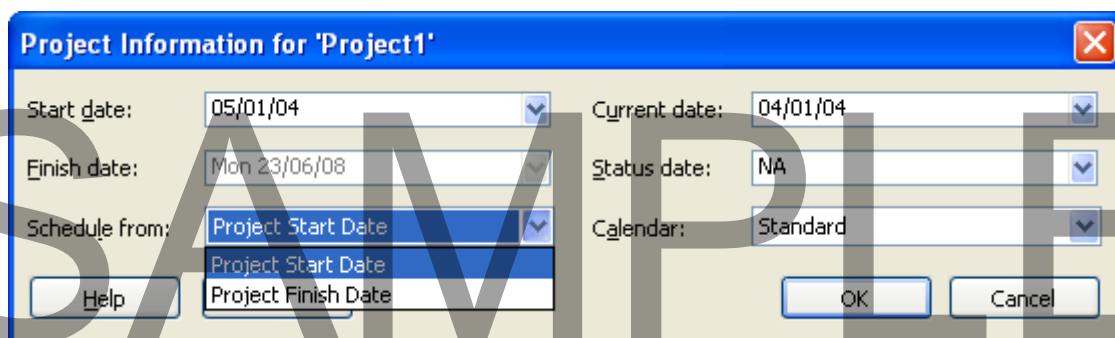 Project Information for 'Project1'
Start date: 05/01/04 Current date: 04/01/04
Finish date: Mon 23/06/08 Status date: NA
Schedule from: Project Start Date Calendar: Standard
Project Start Date
Project Finish Date
Help OK Cancel
SAMPLE